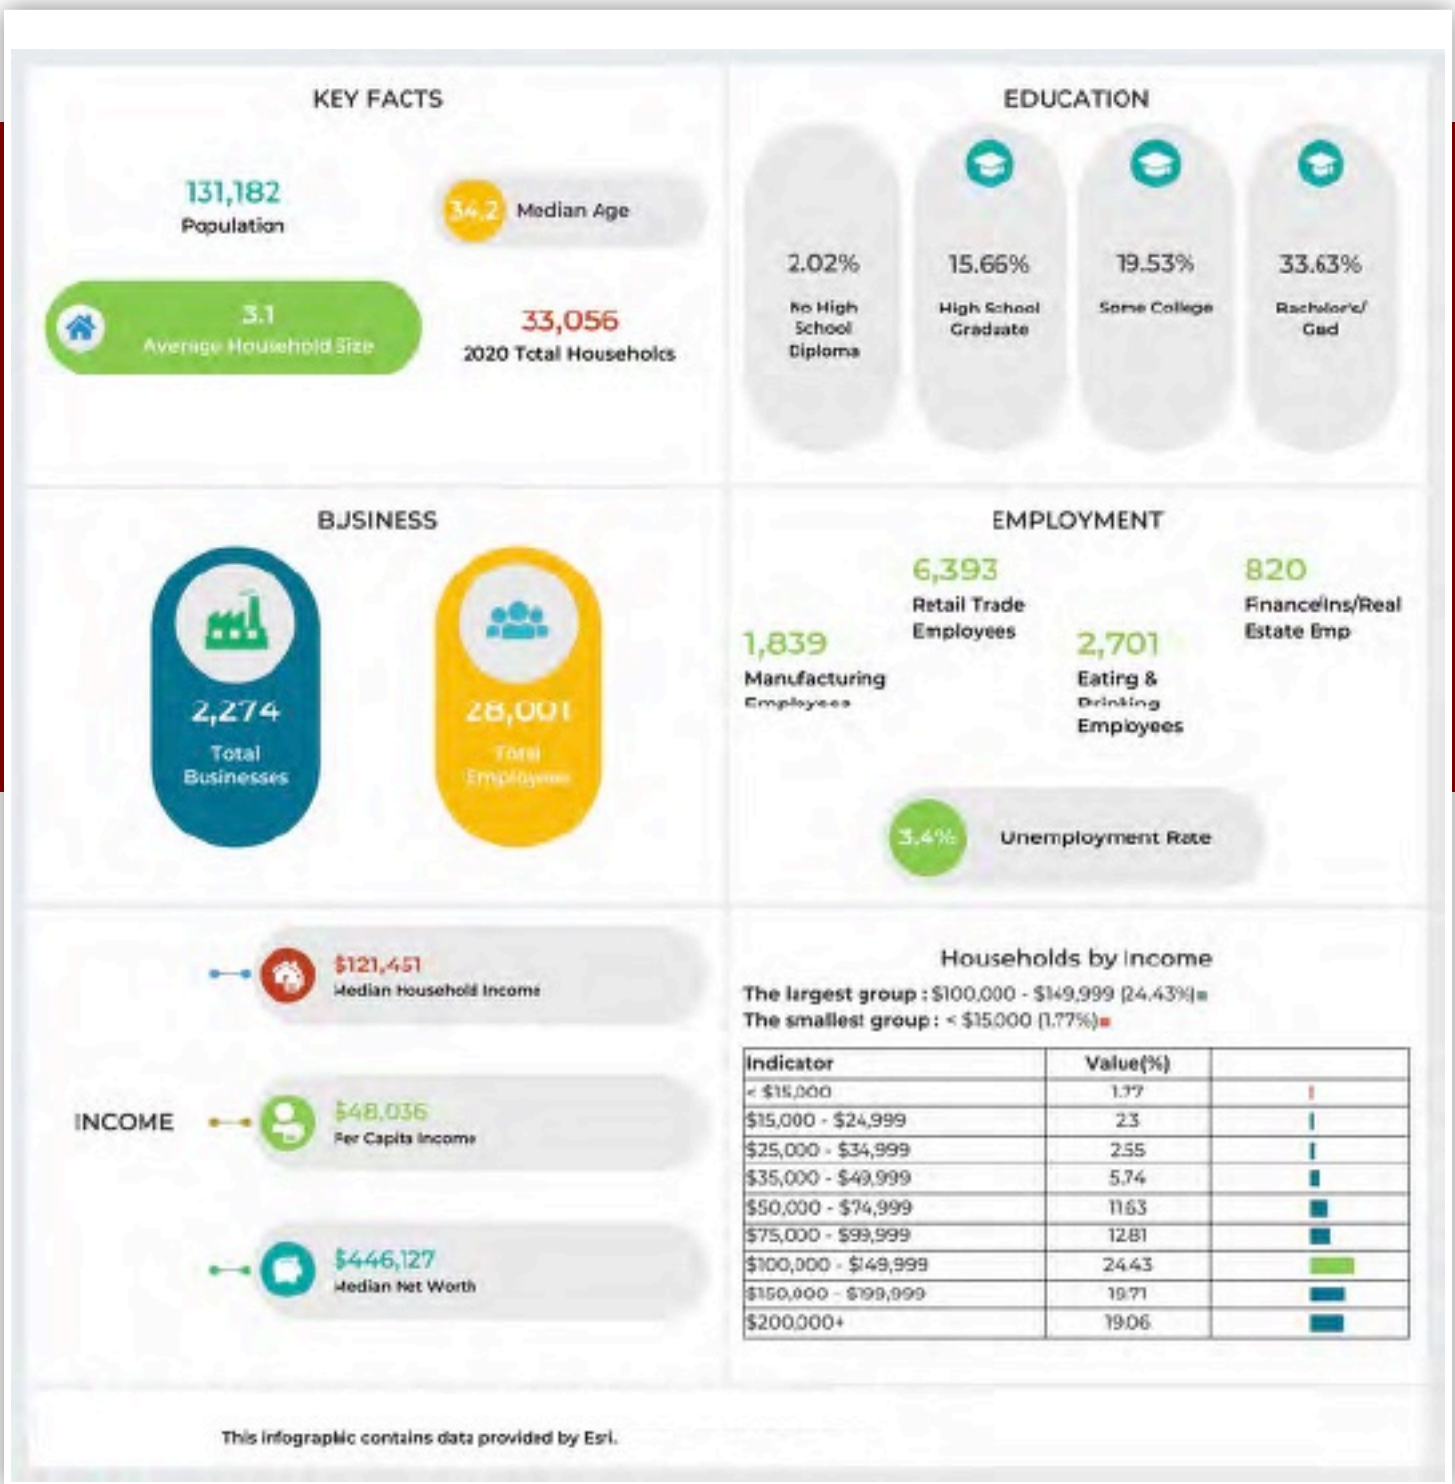 KEY FACTS
131,182
Population
34.2 Median Age
3.1
Average Household Size
33,056
2020 Total Households
EDUCATION
2.02%
No High
School
Diploma
15.66%
High School
Graduate
19.53%
Some College
33.63%
Bachelor's/
Grad
BUSINESS
2,274
Total
Businesses
28,001
Total
Employees
EMPLOYMENT
1,839
Manufacturing
Employees
6,393
Retail Trade
Employees
2,701
Eating &
Drinking
Employees
820
Finance/Ins/Real
Estate Emp
3.4% Unemployment Rate
INCOME
$121,451
Median Household Income
$48,036
Per Capita Income
$446,127
Median Net Worth
Households by Income
The largest group : $100,000 - $149,999 (24.43%)
The smallest group : < $15,000 (1.77%)
Indicator Value(%)
< $15,000 1.77
$15,000 - $24,999 2.3
$25,000 - $34,999 2.55
$35,000 - $49,999 5.74
$50,000 - $74,999 11.63
$75,000 - $99,999 12.81
$100,000 - $149,999 24.43
$150,000 - $199,999 19.71
$200,000+ 19.06
This infographic contains data provided by Esri.